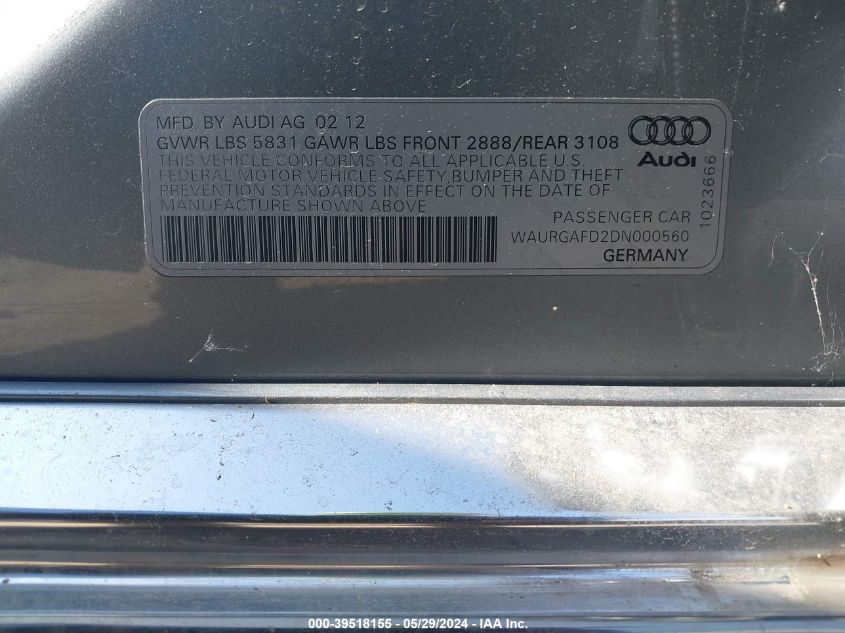 MFD. BY AUDI AG 02 12
GVWR LBS 5831 GAWR LBS FRONT 2888/REAR 3108
THIS VEHICLE CONFORMS TO ALL APPLICABLE U.S.
FEDERAL MOTOR VEHICLE SAFETY,BUMPER AND THEFT
PREVENTION STANDARDS IN EFFECT ON THE DATE OF
MANUFACTURE SHOWN ABOVE
Audi
1023666
PASSENGER CAR
WAURGAFD2DN000560
GERMANY
000-39518155 - 05/29/2024 - IAA Inc.